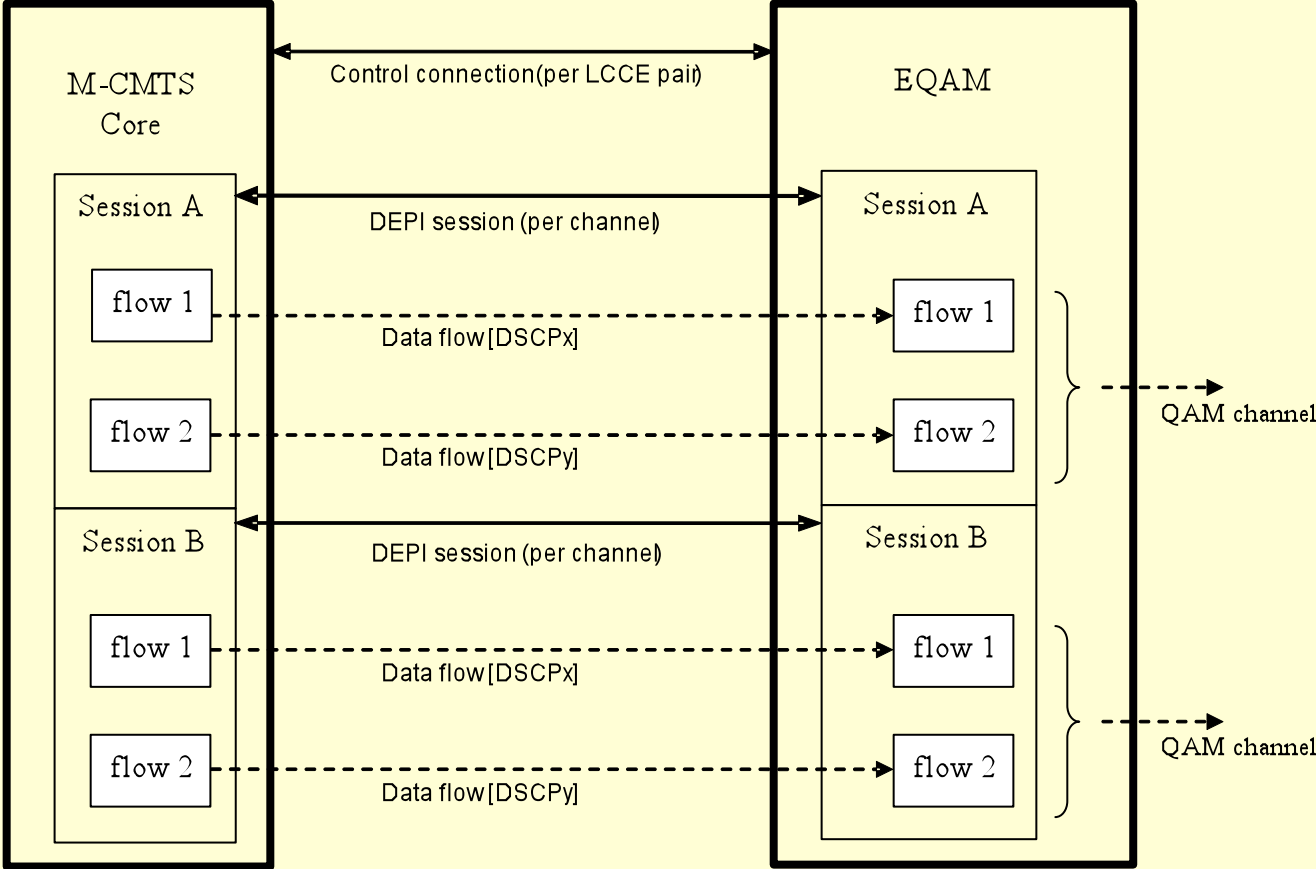 M-CMTS
Core
Control connection(per LCCE pair)
EQAM
Session A
DEPI session (per channel)
Session A
flow 1
Data flow[DSCPx]
flow 1
flow 2
Data flow[DSCPy]
flow 2
QAM channel
Session B
DEPI session (per channel)
Session B
flow 1
Data flow[DSCPx]
flow 1
flow 2
Data flow[DSCPy]
flow 2
QAM channel